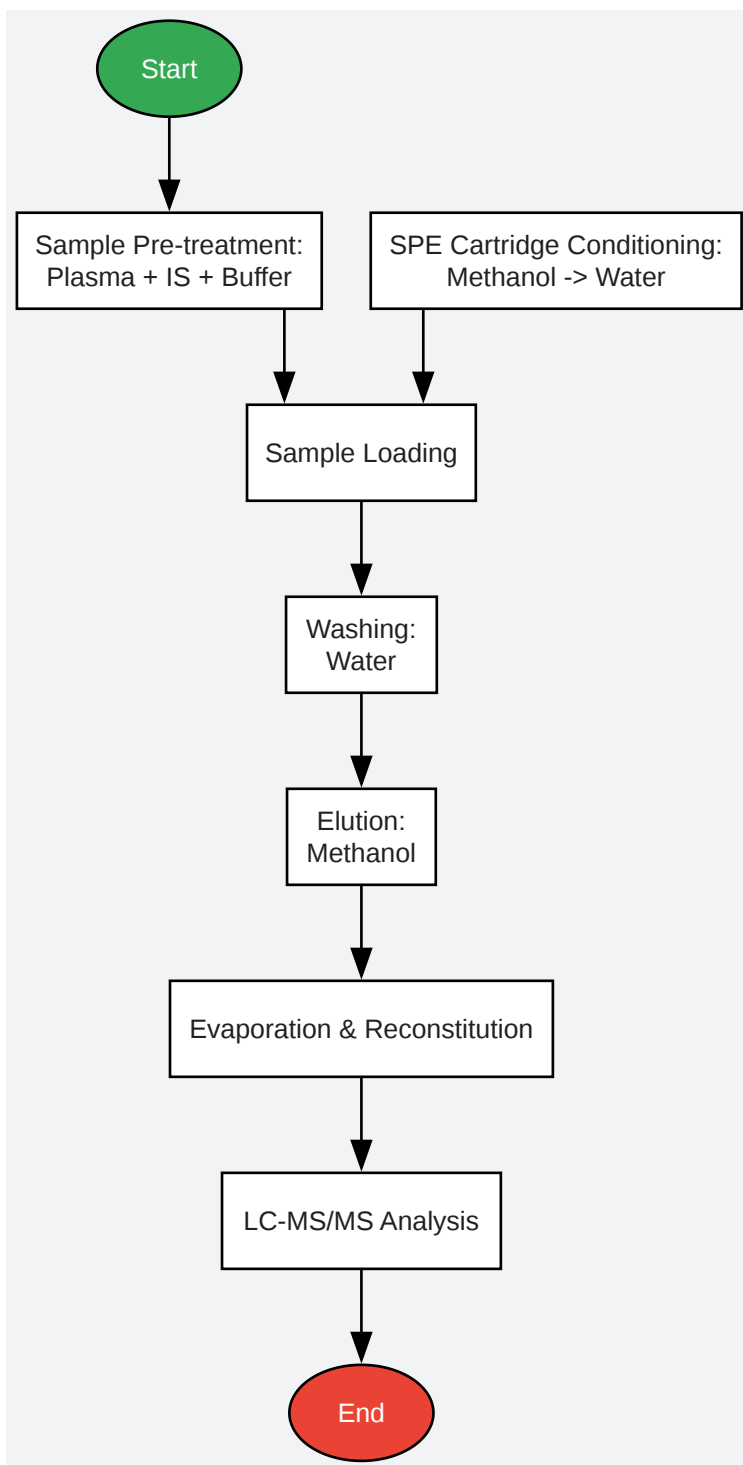 Start
Sample Pre-treatment:
Plasma + IS + Buffer
SPE Cartridge Conditioning:
Methanol -> Water
Sample Loading
Washing:
Water
Elution:
Methanol
Evaporation & Reconstitution
LC-MS/MS Analysis
End